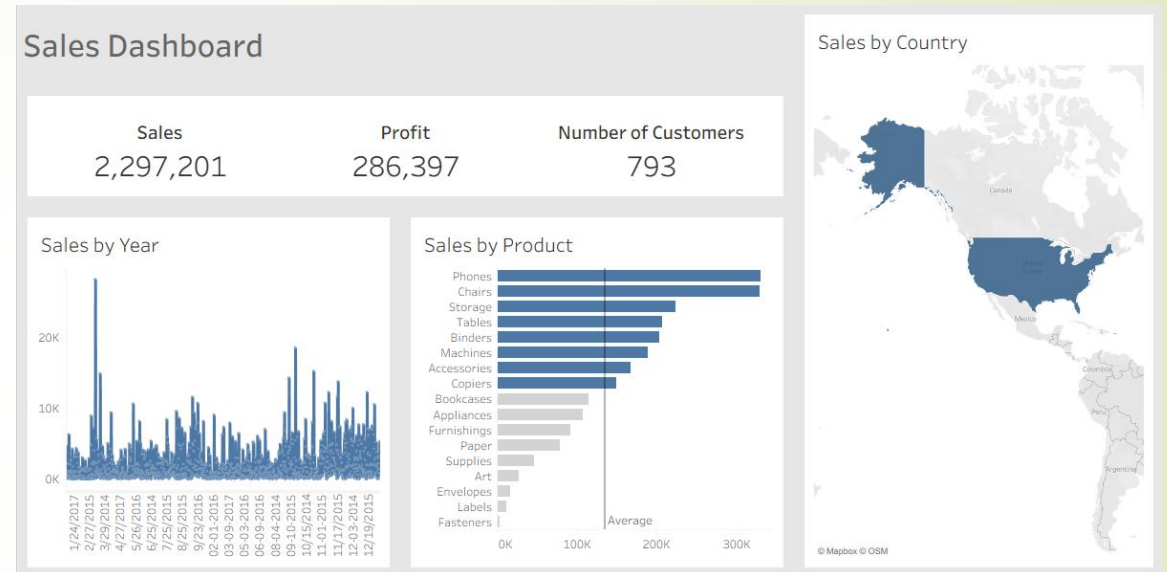 Sales Dashboard
Sales
2,297,201
Profit
286,397
Number of Customers
793
Sales by Year
20K
10K
0K
1/24/2017
2/27/2015
3/29/2014
4/27/2017
5/26/2016
6/25/2014
7/25/2015
8/25/2015
9/23/2016
02-01-2016
03-09-2017
05-03-2016
06-09-2016
08-04-2014
09-10-2015
10/15/2014
11-01-2015
11/17/2015
12-03-2014
12/19/2015
Sales by Product
Phones
Chairs
Storage
Tables
Binders
Machines
Accessories
Copiers
Bookcases
Appliances
Furnishings
Paper
Supplies
Art
Envelopes
Labels
Fasteners
Average
0K
100K
200K
300K
Sales by Country
Canada
United
States
Mexico
Colombia
Peru
Argentina
© Mapbox © OSM